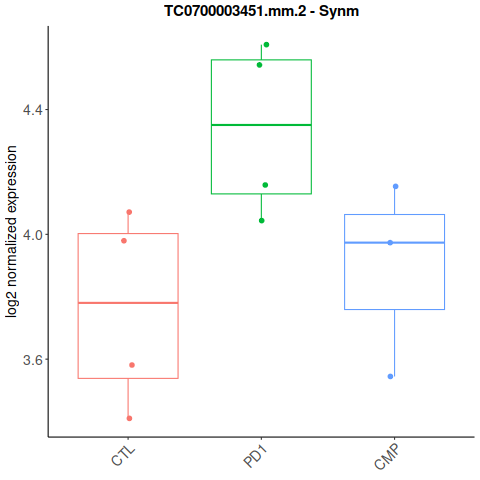 TC0700003451.mm.2 - Synm
log2 normalized expression
4.4
4.0
3.6
CTL
PD1
CMP